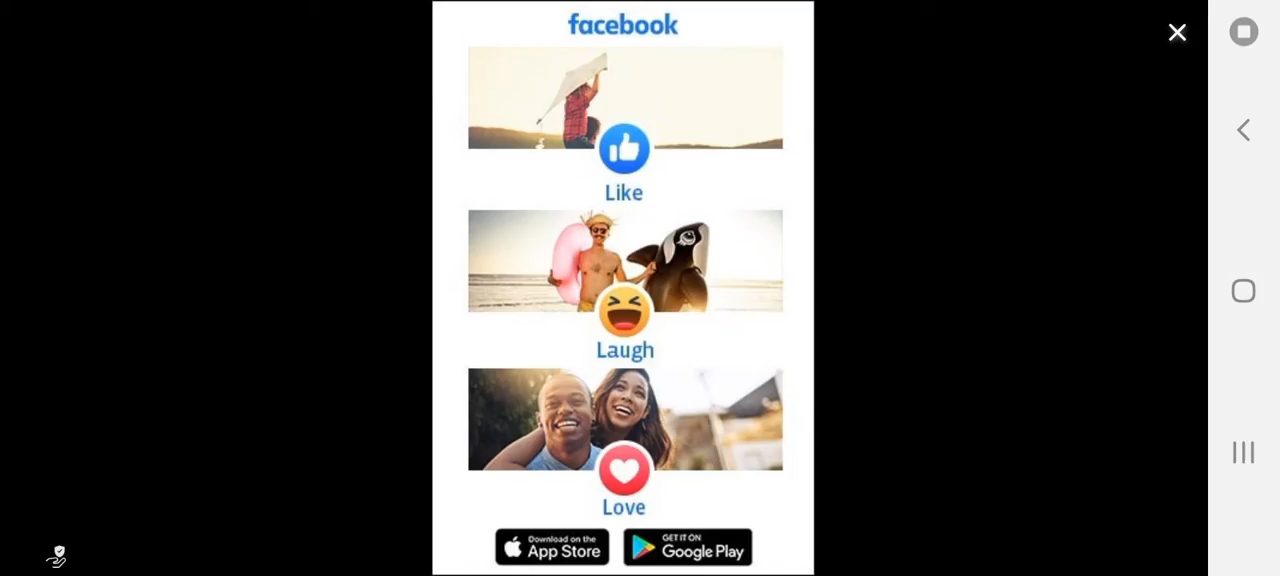 facebook
Like
Laugh
Love
Download on the
App Store
GET IT ON
Google Play